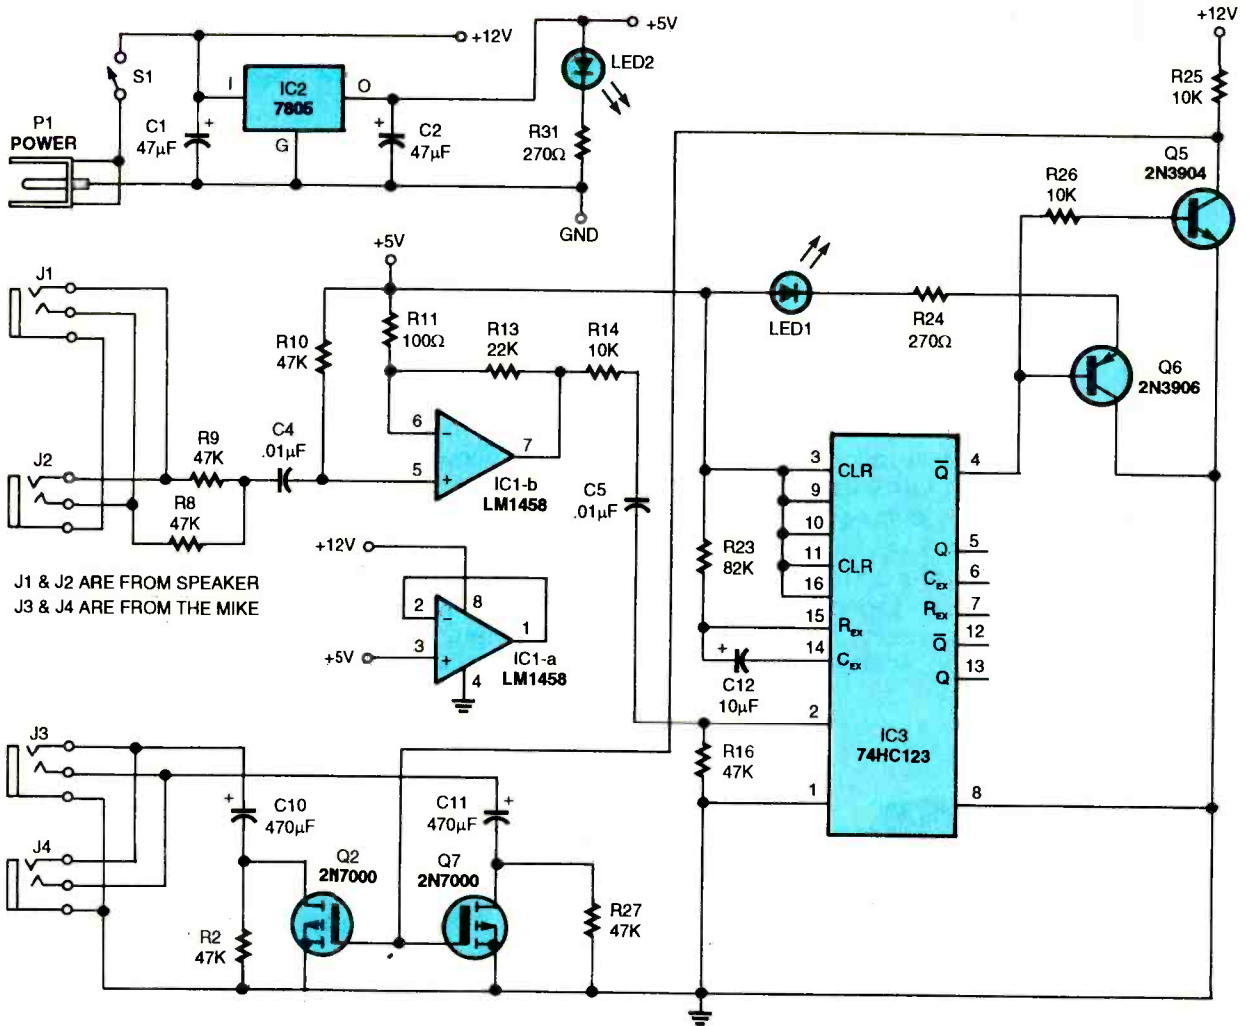 +12V
S1
P1
POWER
C1
47µF
+
I
IC2
7805
O
G
+
C2
47µF
+5V
LED2
R31
270Ω
GND
+12V
R25
10K
Q5
2N3904
R26
10K
J1
J2
R9
47K
R8
47K
C4
.01µF
+5V
R10
47K
R11
100Ω
R13
22K
R14
10K
6
−
5
+
7
IC1-b
LM1458
C5
.01µF
LED1
R24
270Ω
Q6
2N3906
J1 & J2 ARE FROM SPEAKER
J3 & J4 ARE FROM THE MIKE
+12V
8
2
−
3
+
1
4
+5V
IC1-a
LM1458
R23
82K
+
C12
10µF
R16
47K
3
CLR
9
10
11
CLR
16
15
REX
14
CEX
2
1
IC3
74HC123
Q̅
4
Q
5
CEX
6
REX
7
Q̅
12
Q
13
8
J3
J4
+
C10
470µF
C11
470µF
+
Q2
2N7000
Q7
2N7000
R2
47K
R27
47K